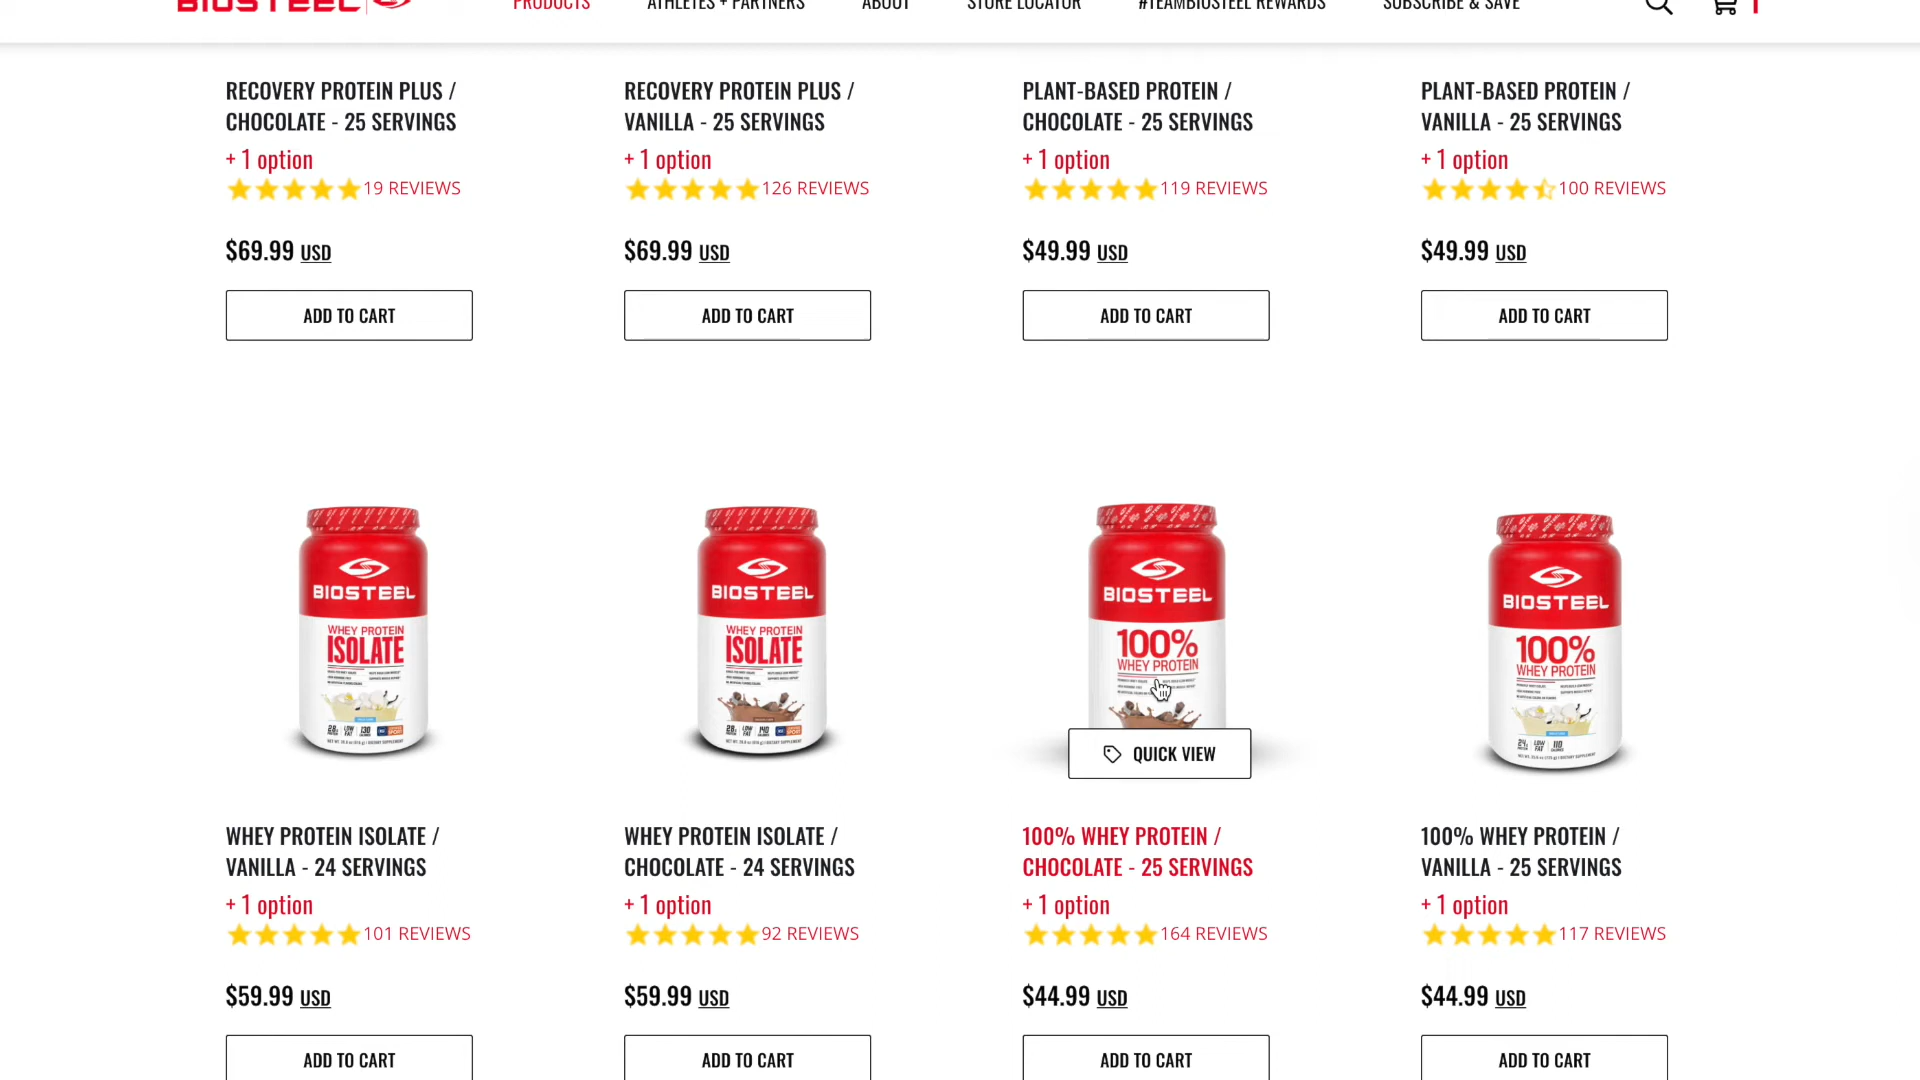 BIOSTEEL
PRODUCTS
ATHLETES + PARTNERS
ABOUT
STORE LOCATOR
#TEAMBIOSTEEL REWARDS
SUBSCRIBE & SAVE
RECOVERY PROTEIN PLUS /
CHOCOLATE - 25 SERVINGS
+ 1 option
19 REVIEWS
$69.99 USD
ADD TO CART
RECOVERY PROTEIN PLUS /
VANILLA - 25 SERVINGS
+ 1 option
126 REVIEWS
$69.99 USD
ADD TO CART
PLANT-BASED PROTEIN /
CHOCOLATE - 25 SERVINGS
+ 1 option
119 REVIEWS
$49.99 USD
ADD TO CART
PLANT-BASED PROTEIN /
VANILLA - 25 SERVINGS
+ 1 option
100 REVIEWS
$49.99 USD
ADD TO CART
BIOSTEEL
WHEY PROTEIN
ISOLATE
WHEY PROTEIN ISOLATE /
VANILLA - 24 SERVINGS
+ 1 option
101 REVIEWS
$59.99 USD
ADD TO CART
BIOSTEEL
WHEY PROTEIN
ISOLATE
WHEY PROTEIN ISOLATE /
CHOCOLATE - 24 SERVINGS
+ 1 option
92 REVIEWS
$59.99 USD
ADD TO CART
BIOSTEEL
100%
WHEY PROTEIN
QUICK VIEW
100% WHEY PROTEIN /
CHOCOLATE - 25 SERVINGS
+ 1 option
164 REVIEWS
$44.99 USD
ADD TO CART
BIOSTEEL
100%
WHEY PROTEIN
100% WHEY PROTEIN /
VANILLA - 25 SERVINGS
+ 1 option
117 REVIEWS
$44.99 USD
ADD TO CART